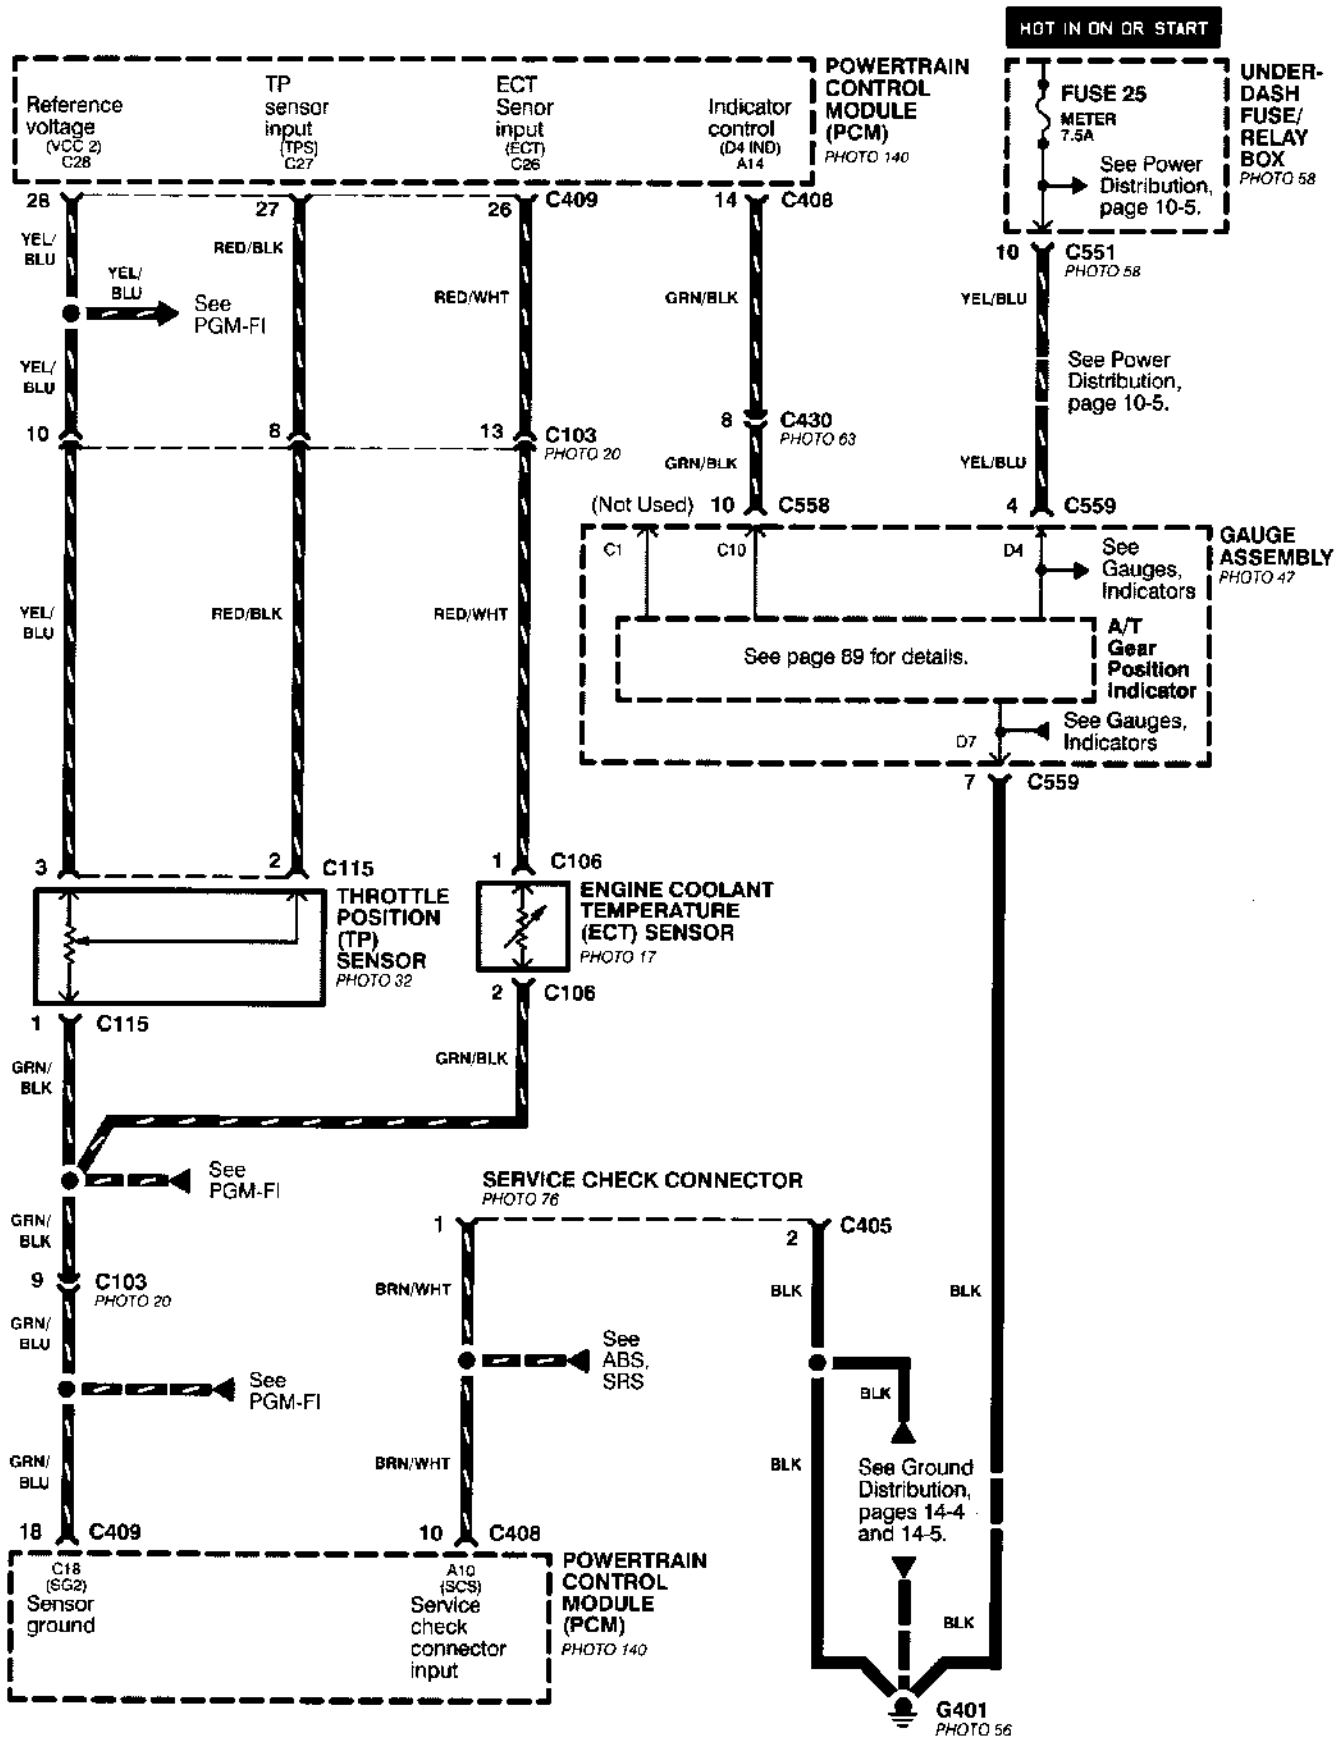 HOT IN ON OR START
POWERTRAIN
CONTROL
MODULE
(PCM)
PHOTO 140
Reference
voltage
(VCC 2)
C28
TP
sensor
input
(TPS)
C27
ECT
Senor
input
(ECT)
C26
Indicator
control
(D4 IND)
A14
FUSE 25
METER
7.5A
See Power
Distribution,
page 10-5.
UNDER-
DASH
FUSE/
RELAY
BOX
PHOTO 58
28
27
26
C409
14
C408
10
C551
PHOTO 58
YEL/
BLU
RED/BLK
RED/WHT
GRN/BLK
YEL/BLU
YEL/
BLU
See
PGM-FI
YEL/
BLU
See Power
Distribution,
page 10-5.
10
8
13
C103
PHOTO 20
8
C430
PHOTO 63
GRN/BLK
YEL/BLU
(Not Used)
10
C558
4
C559
C1
C10
D4
See
Gauges,
Indicators
GAUGE
ASSEMBLY
PHOTO 47
YEL/
BLU
RED/BLK
RED/WHT
See page 89 for details.
A/T
Gear
Position
Indicator
D7
See Gauges,
Indicators
7
C559
3
2
C115
1
C106
THROTTLE
POSITION
(TP)
SENSOR
PHOTO 32
ENGINE COOLANT
TEMPERATURE
(ECT) SENSOR
PHOTO 17
1
C115
2
C106
GRN/
BLK
GRN/BLK
See
PGM-FI
GRN/
BLK
SERVICE CHECK CONNECTOR
PHOTO 76
1
2
C405
9
C103
PHOTO 20
BRN/WHT
BLK
BLK
GRN/
BLU
See
ABS,
SRS
See
PGM-FI
BLK
GRN/
BLU
BRN/WHT
BLK
See Ground
Distribution,
pages 14-4
and 14-5.
18
C409
10
C408
C18
(SG2)
Sensor
ground
A10
(SCS)
Service
check
connector
input
POWERTRAIN
CONTROL
MODULE
(PCM)
PHOTO 140
BLK
G401
PHOTO 56